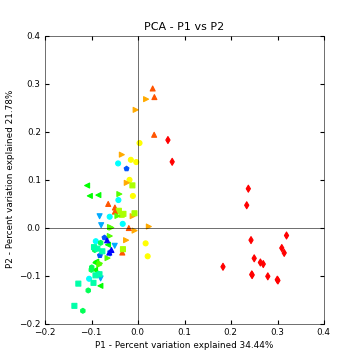 PCA - P1 vs P2
0.4
0.3
0.2
0.1
0.0
−0.1
−0.2
−0.2 −0.1 0.0 0.1 0.2 0.3 0.4
P2 - Percent variation explained 21.78%
P1 - Percent variation explained 34.44%